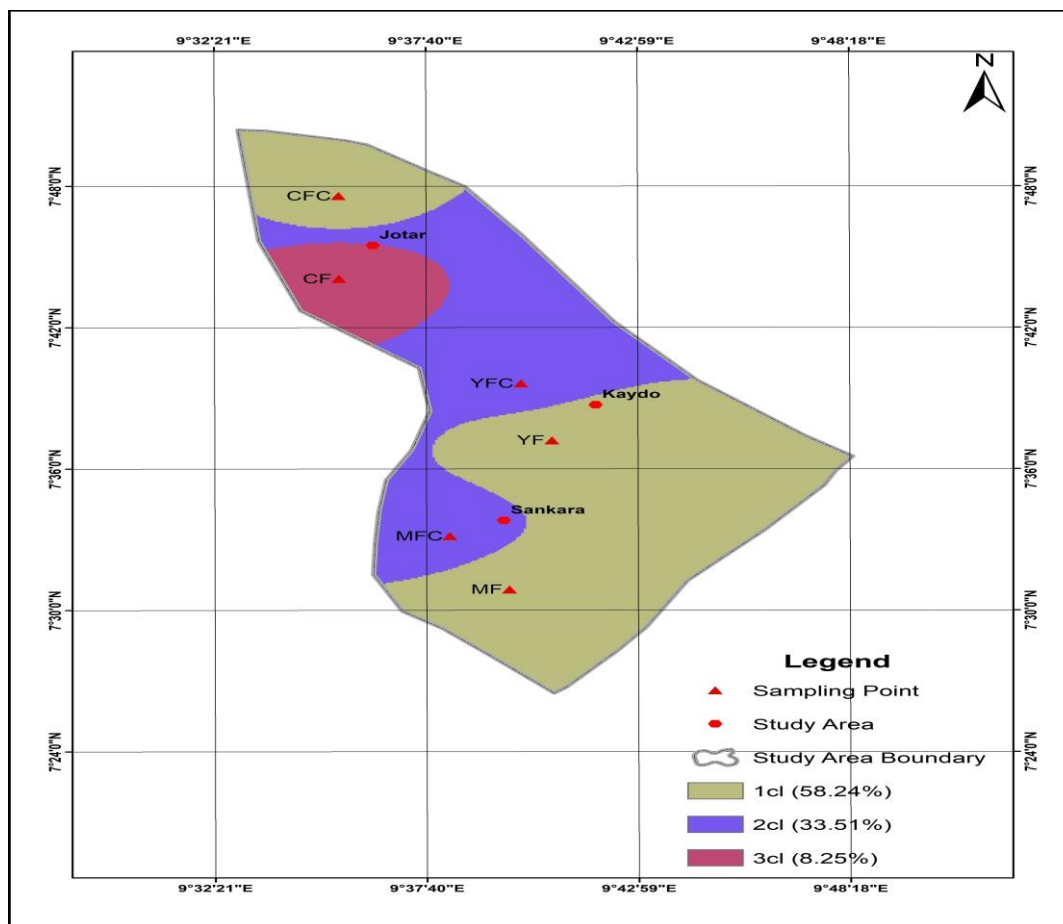 9°32'21"E 9°37'40"E 9°42'59"E 9°48'18"E
N
7°48'0"N 7°48'0"N
CFC
Jotar
CF
7°42'0"N 7°42'0"N
YFC
Kaydo
YF
7°36'0"N 7°36'0"N
Sankara
MFC
MF
7°30'0"N 7°30'0"N
Legend
Sampling Point
Study Area
7°24'0"N 7°24'0"N
Study Area Boundary
1cl (58.24%)
2cl (33.51%)
3cl (8.25%)
9°32'21"E 9°37'40"E 9°42'59"E 9°48'18"E